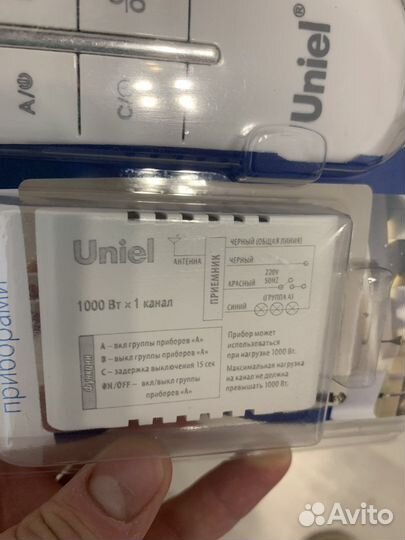 A/
C/
Uniel®
Uniel
АНТЕННА
ПРИЕМНИК
ЧЕРНЫЙ (ОБЩАЯ ЛИНИЯ)
ЧЕРНЫЙ
220V
50HZ
КРАСНЫЙ
(ГРУППА А)
СИНИЙ
1000 Вт × 1 канал
Функции
A – вкл группы приборов «А»
B – выкл группы приборов «А»
C – задержка выключения 15 сек
ON/OFF – вкл/выкл группы
приборов «А»
Прибор может
использоваться
при нагрузке 1000 Вт.
Максимальная нагрузка
на канал не должна
превышать 1000 Вт.
приборами
Avito